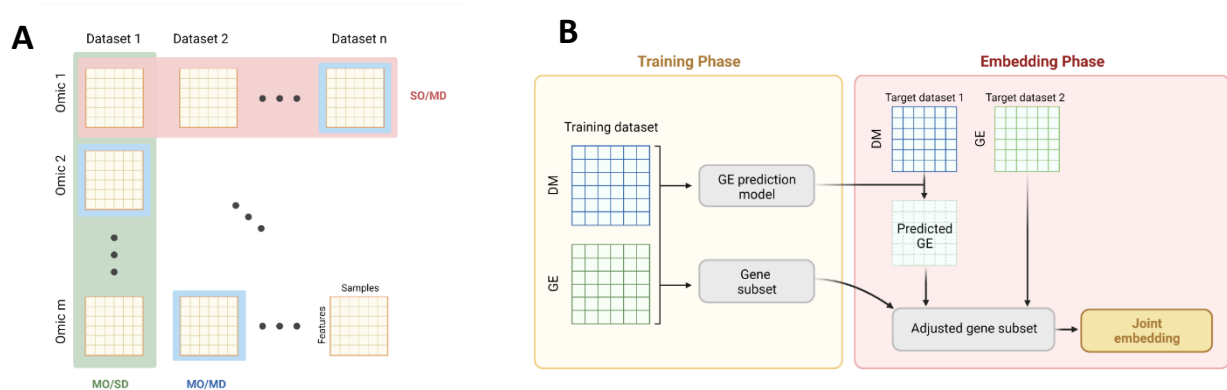 A
Dataset 1
Dataset 2
Dataset n
Omic 1
SO/MD
Omic 2
Omic m
Samples
Features
MO/SD
MO/MD
B
Training Phase
Embedding Phase
Training dataset
DM
GE
GE prediction
model
Gene
subset
Target dataset 1
Target dataset 2
DM
GE
Predicted
GE
Adjusted gene subset
Joint
embedding